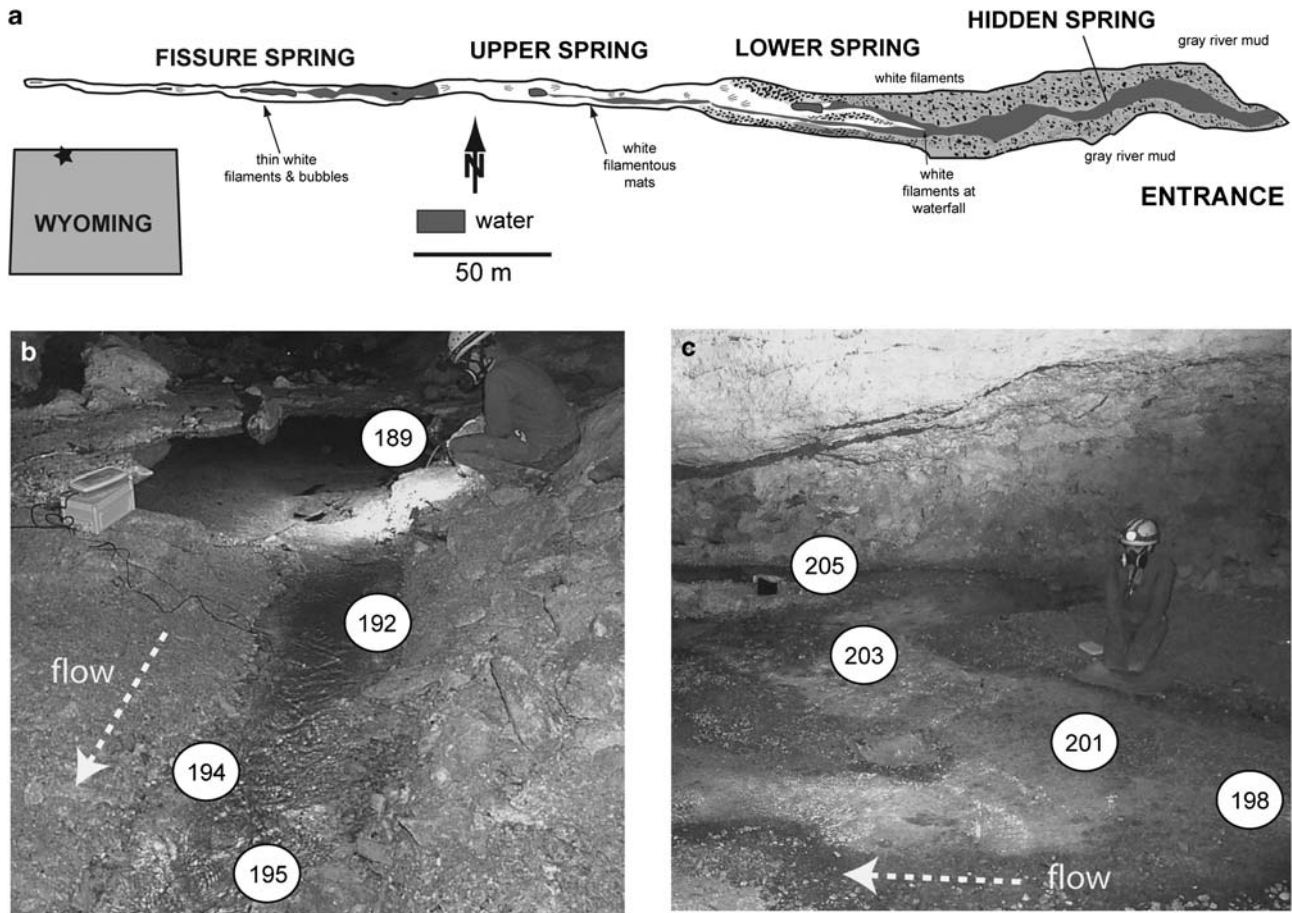 a
FISSURE SPRING
UPPER SPRING
LOWER SPRING
HIDDEN SPRING
gray river mud
white filaments
thin white
filaments & bubbles
N
white
filamentous
mats
white
filaments at
waterfall
gray river mud
ENTRANCE
WYOMING
water
50 m
b
189
192
flow
194
195
c
205
203
201
198
flow